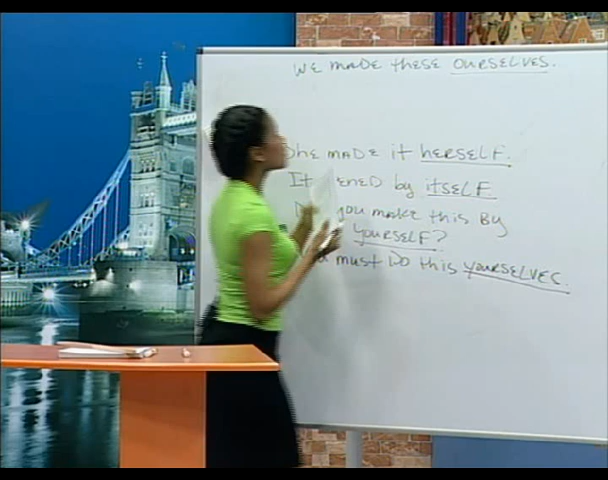 We made these ourselves.
She made it herself.
It by itself
you make this by
yourself?
must Do this yourselves.